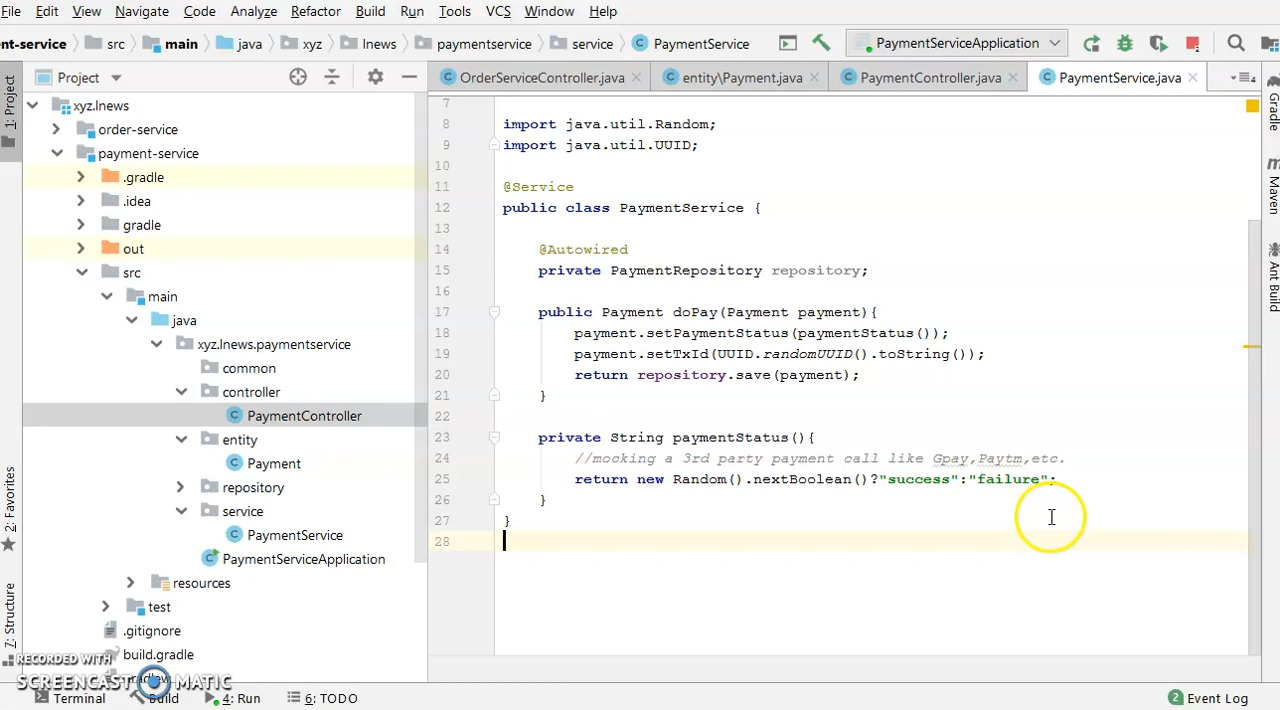 File Edit View Navigate Code Analyze Refactor Build Run Tools VCS Window Help
nt-service src main java xyz lnews paymentservice service PaymentService PaymentServiceApplication
Project
OrderServiceController.java entity\Payment.java PaymentController.java PaymentService.java
1: Project
2: Favorites
Z: Structure
Gradle
Maven
Ant Build
xyz.lnews
order-service
payment-service
.gradle
.idea
gradle
out
src
main
java
xyz.lnews.paymentservice
common
controller
PaymentController
entity
Payment
repository
service
PaymentService
PaymentServiceApplication
resources
test
.gitignore
build.gradle
7
8 import java.util.Random;
9 import java.util.UUID;
10
11 @Service
12 public class PaymentService {
13
14 @Autowired
15 private PaymentRepository repository;
16
17 public Payment doPay(Payment payment){
18 payment.setPaymentStatus(paymentStatus());
19 payment.setTxId(UUID.randomUUID().toString());
20 return repository.save(payment);
21 }
22
23 private String paymentStatus(){
24 //mocking a 3rd party payment call like Gpay,Paytm,etc.
25 return new Random().nextBoolean()?"success":"failure";
26 }
27 }
28
RECORDED WITH
SCREENCAST MATIC
Terminal Build 4: Run 6: TODO 2 Event Log